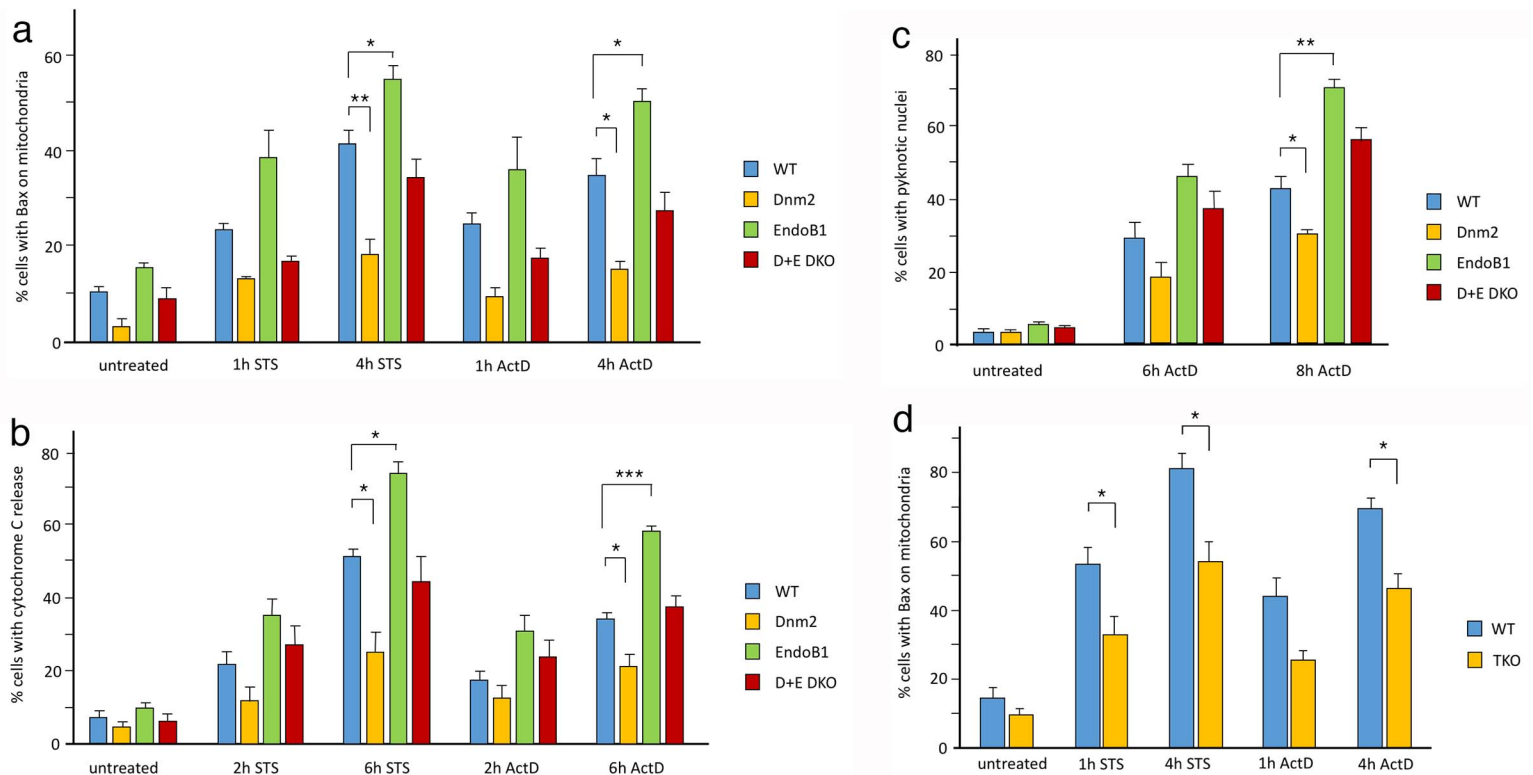 a
% cells with Bax on mitochondria
60
40
20
0
*
**
*
*
untreated
1h STS
4h STS
1h ActD
4h ActD
WT
Dnm2
EndoB1
D+E DKO
b
% cells with cytochrome C release
80
60
40
20
0
*
*
***
*
untreated
2h STS
6h STS
2h ActD
6h ActD
WT
Dnm2
EndoB1
D+E DKO
c
% cells with pyknotic nuclei
80
60
40
20
0
**
*
untreated
6h ActD
8h ActD
WT
Dnm2
EndoB1
D+E DKO
d
% cells with Bax on mitochondria
80
60
40
20
0
*
*
*
untreated
1h STS
4h STS
1h ActD
4h ActD
WT
TKO